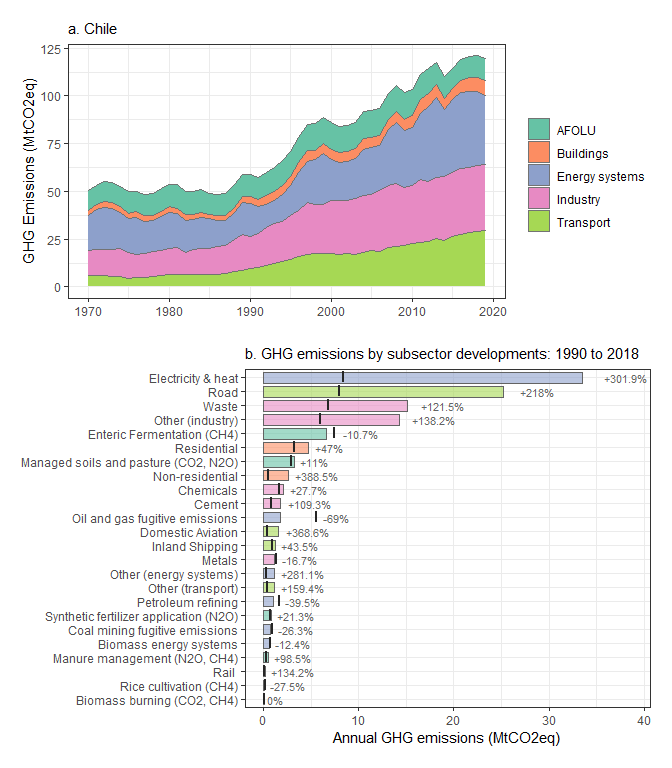 a. Chile
GHG Emissions (MtCO2eq)
125
100
75
50
25
0
1970
1980
1990
2000
2010
2020
AFOLU
Buildings
Energy systems
Industry
Transport
b. GHG emissions by subsector developments: 1990 to 2018
Electricity & heat +301.9%
Road +218%
Waste +121.5%
Other (industry) +138.2%
Enteric Fermentation (CH4) -10.7%
Residential +47%
Managed soils and pasture (CO2, N2O) +11%
Non-residential +388.5%
Chemicals +27.7%
Cement +109.3%
Oil and gas fugitive emissions -69%
Domestic Aviation +368.6%
Inland Shipping +43.5%
Metals -16.7%
Other (energy systems) +281.1%
Other (transport) +159.4%
Petroleum refining -39.5%
Synthetic fertilizer application (N2O) +21.3%
Coal mining fugitive emissions -26.3%
Biomass energy systems -12.4%
Manure management (N2O, CH4) +98.5%
Rail +134.2%
Rice cultivation (CH4) -27.5%
Biomass burning (CO2, CH4) 0%
0
10
20
30
40
Annual GHG emissions (MtCO2eq)